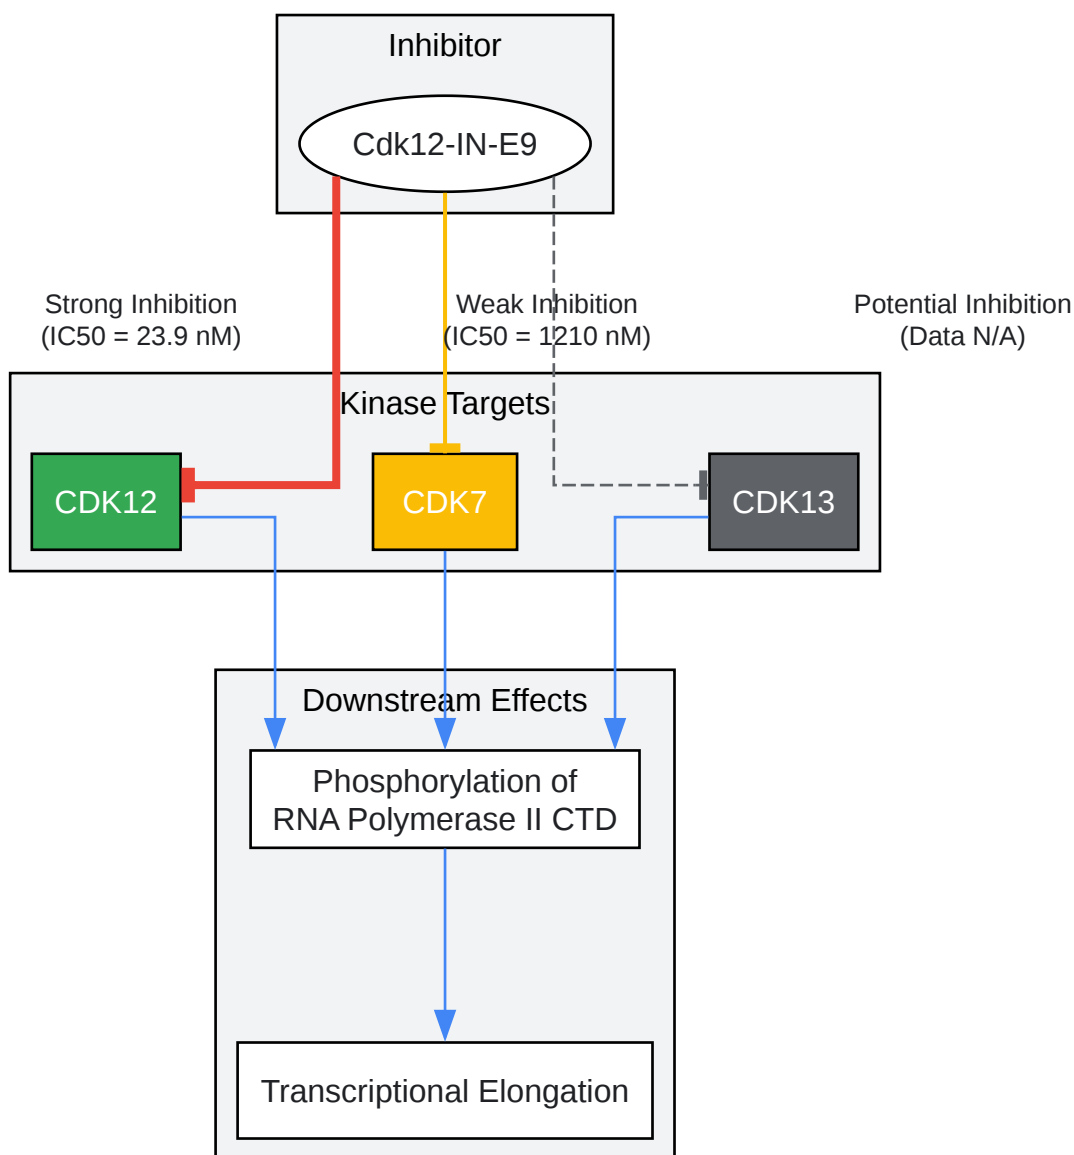 Inhibitor
Cdk12-IN-E9
Strong Inhibition
(IC50 = 23.9 nM)
Weak Inhibition
(IC50 = 1210 nM)
Potential Inhibition
(Data N/A)
Kinase Targets
CDK12
CDK7
CDK13
Downstream Effects
Phosphorylation of
RNA Polymerase II CTD
Transcriptional Elongation